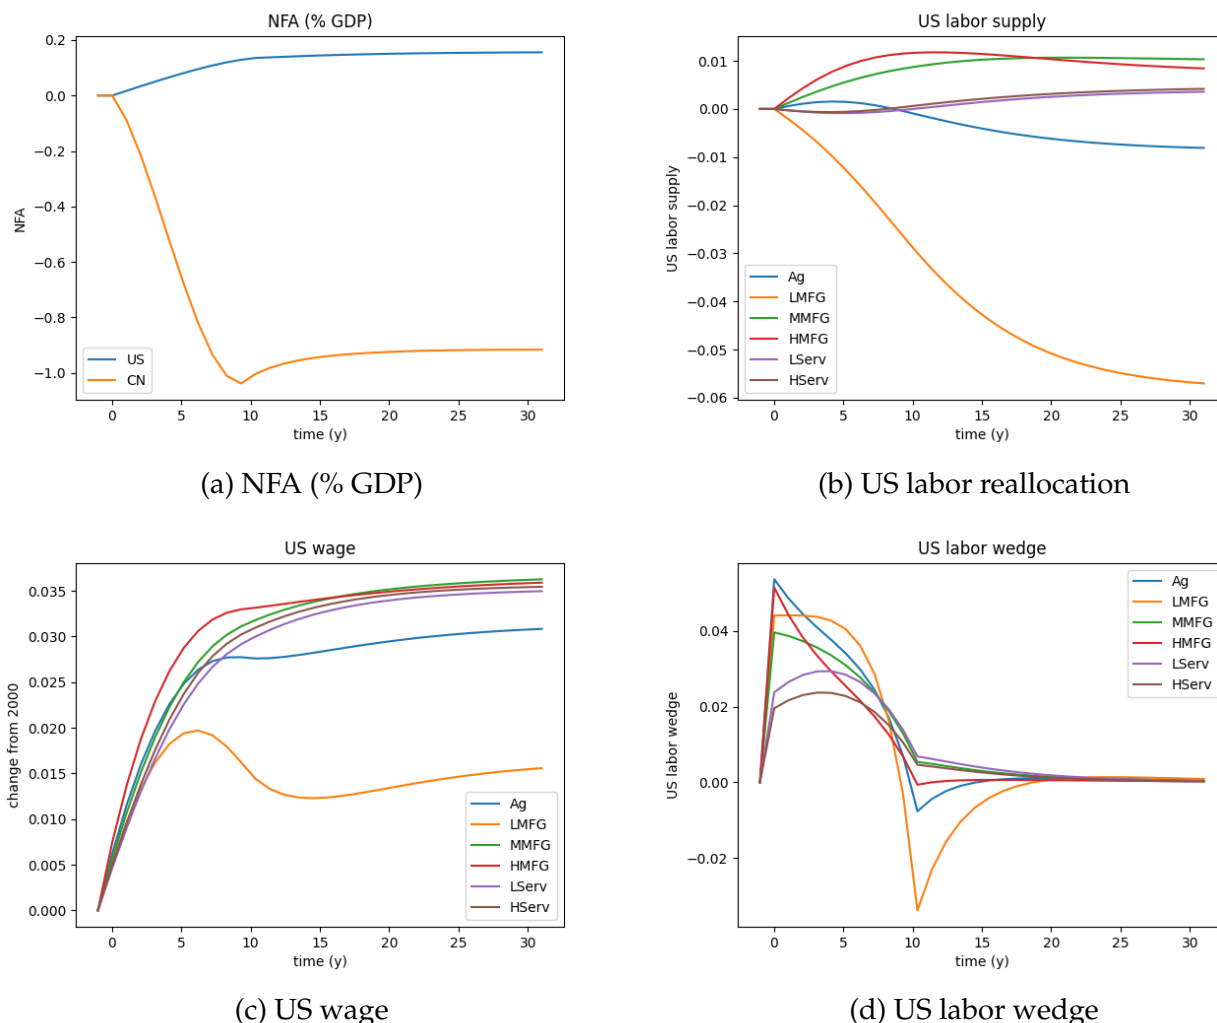 NFA (% GDP)
0.2
0.0
−0.2
−0.4
−0.6
−0.8
−1.0
NFA
US
CN
0
5
10
15
20
25
30
time (y)
(a) NFA (% GDP)
US labor supply
0.01
0.00
−0.01
−0.02
−0.03
−0.04
−0.05
−0.06
US labor supply
Ag
LMFG
MMFG
HMFG
LServ
HServ
0
5
10
15
20
25
30
time (y)
(b) US labor reallocation
US wage
0.035
0.030
0.025
0.020
0.015
0.010
0.005
0.000
change from 2000
Ag
LMFG
MMFG
HMFG
LServ
HServ
0
5
10
15
20
25
30
time (y)
(c) US wage
US labor wedge
0.04
0.02
0.00
−0.02
US labor wedge
Ag
LMFG
MMFG
HMFG
LServ
HServ
0
5
10
15
20
25
30
time (y)
(d) US labor wedge